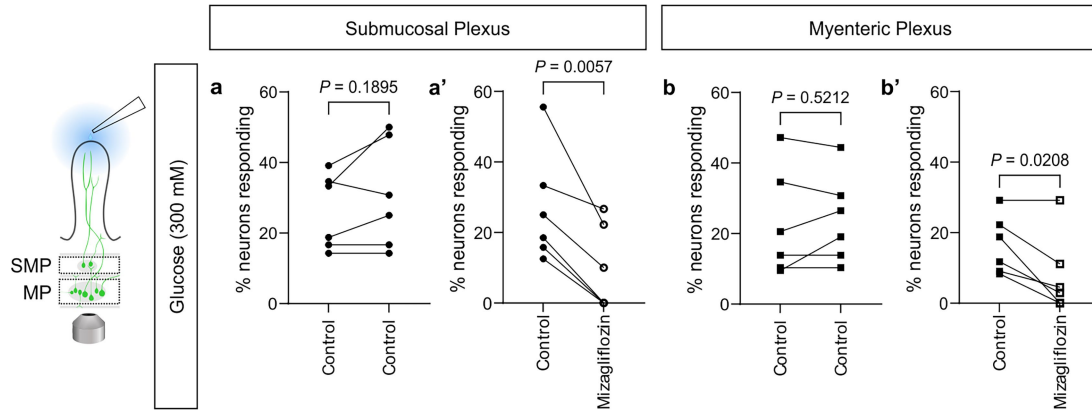 Submucosal Plexus
Myenteric Plexus
SMP
MP
Glucose (300 mM)
a
P = 0.1895
% neurons responding
60
40
20
0
Control
Control
a'
P = 0.0057
% neurons responding
60
40
20
0
Control
Mizagliflozin
b
P = 0.5212
% neurons responding
60
40
20
0
Control
Control
b'
P = 0.0208
% neurons responding
60
40
20
0
Control
Mizagliflozin